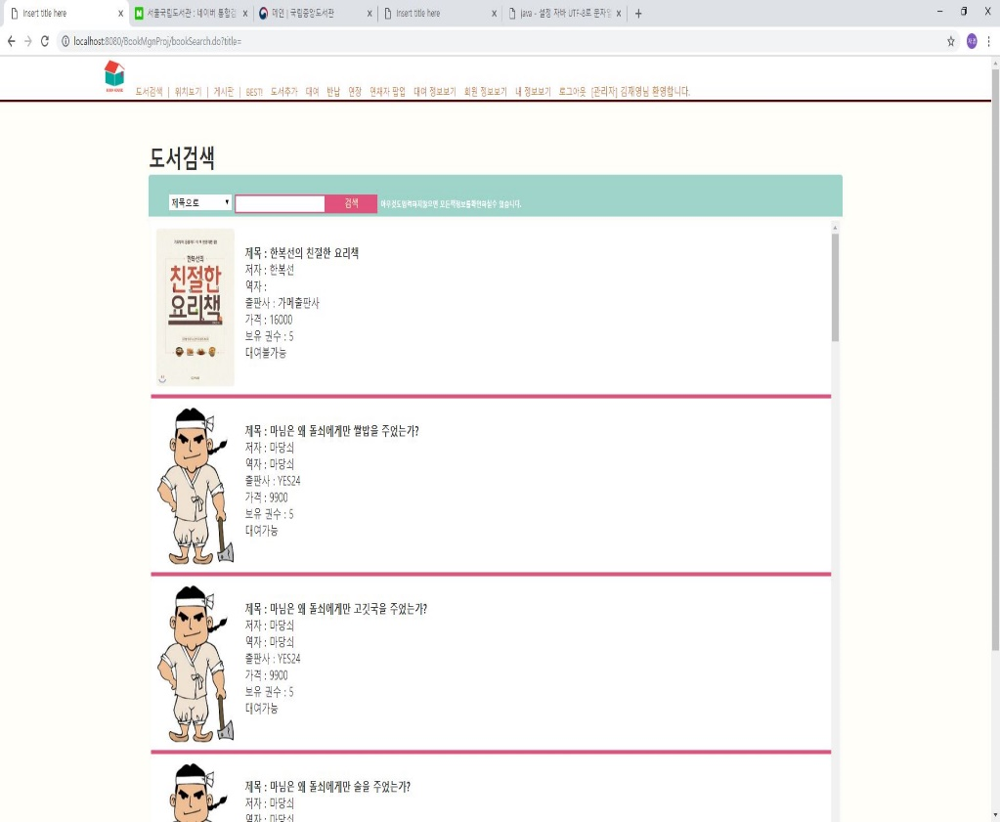 Insert title here
서울국립도서관 : 네이버 통합검
메인 | 국립중앙도서관
Insert title here
java - 설정 자바 UTF-8로 문자열
localhost:8080/BookMgnProj/bookSearch.do?title=
도서검색 | 위치보기 | 게시판 | BEST! 도서추가 대여 반납 연장 연체자 팝업 대여 정보보기 회원 정보보기 내 정보보기 로그아웃 [관리자] 김재영님 환영합니다.
도서검색
제목으로 검색 아무것도입력하지않으면 모든책정보를확인하실수 있습니다.
한복선의
친절한
요리책
제목 : 한복선의 친절한 요리책
저자 : 한복선
역자 :
출판사 : 가메출판사
가격 : 16000
보유 권수 : 5
대여불가능
제목 : 마님은 왜 돌쇠에게만 쌀밥을 주었는가?
저자 : 마당쇠
역자 : 마당쇠
출판사 : YES24
가격 : 9900
보유 권수 : 5
대여가능
제목 : 마님은 왜 돌쇠에게만 고깃국을 주었는가?
저자 : 마당쇠
역자 : 마당쇠
출판사 : YES24
가격 : 9900
보유 권수 : 5
대여가능
제목 : 마님은 왜 돌쇠에게만 술을 주었는가?
저자 : 마당쇠
역자 : 마당쇠